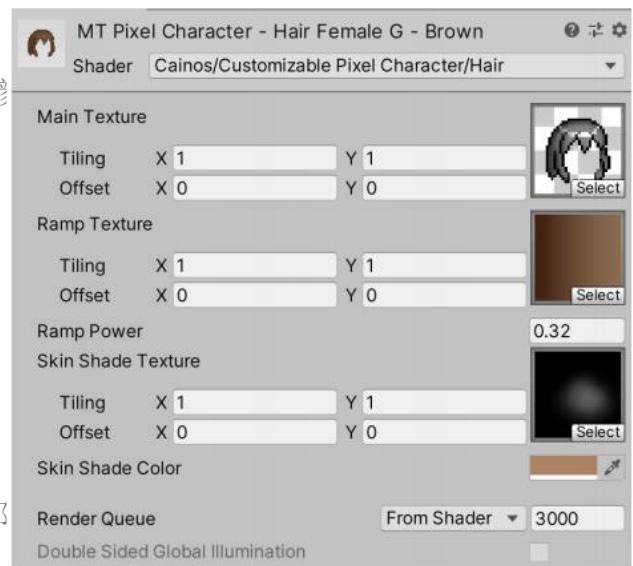 MT Pixel Character - Hair Female G - Brown
Shader Cainos/Customizable Pixel Character/Hair
Main Texture
Tiling X 1 Y 1
Offset X 0 Y 0
Select
Ramp Texture
Tiling X 1 Y 1
Offset X 0 Y 0
Select
Ramp Power 0.32
Skin Shade Texture
Tiling X 1 Y 1
Offset X 0 Y 0
Select
Skin Shade Color
Render Queue From Shader 3000
Double Sided Global Illumination